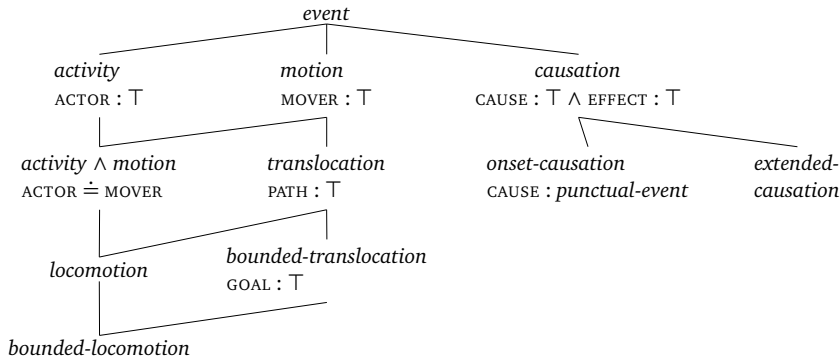 event
activity motion causation
ACTOR : ⊤ MOVER : ⊤ CAUSE : ⊤ ∧ EFFECT : ⊤
activity ∧ motion translocation onset-causation extended-
ACTOR ≐ MOVER PATH : ⊤ CAUSE : punctual-event causation
bounded-translocation
locomotion
GOAL : ⊤
bounded-locomotion